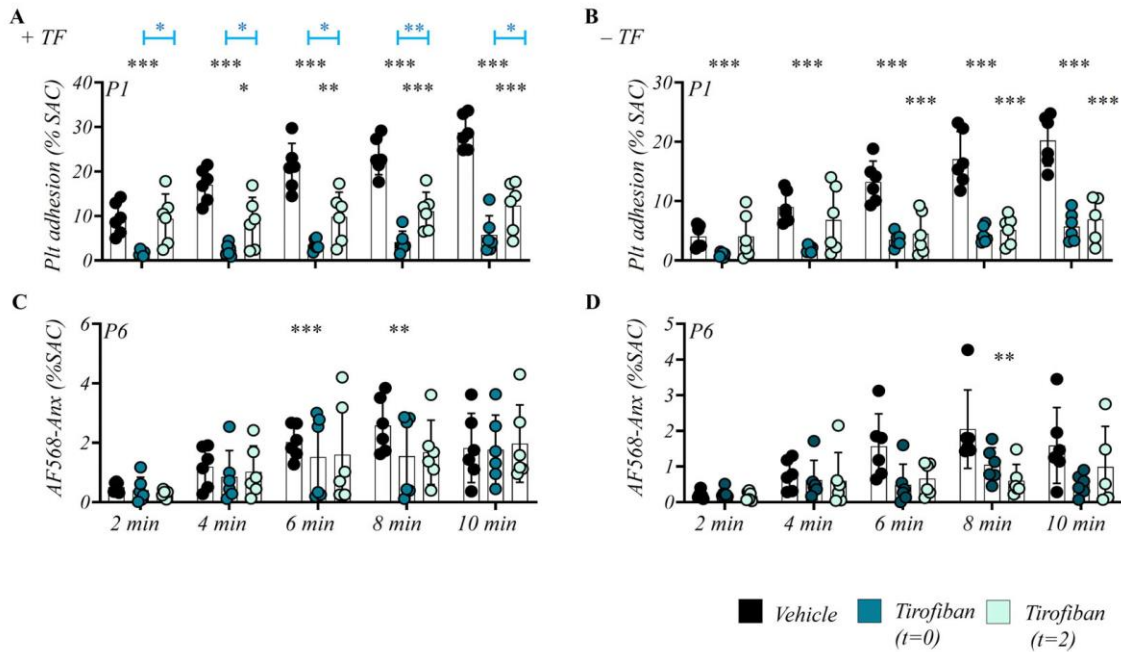 A
+ TF
* * * ** *
*** *** *** *** ***
* ** *** ***
P1
Plt adhesion (% SAC)
40
30
20
10
0
B
– TF
*** *** *** *** ***
*** *** ***
P1
Plt adhesion (% SAC)
30
20
10
0
C
P6
*** **
AF568-Anx (%SAC)
6
4
2
0
2 min 4 min 6 min 8 min 10 min
D
P6
**
AF568-Anx (%SAC)
5
4
3
2
1
0
2 min 4 min 6 min 8 min 10 min
Vehicle
Tirofiban
(t=0)
Tirofiban
(t=2)